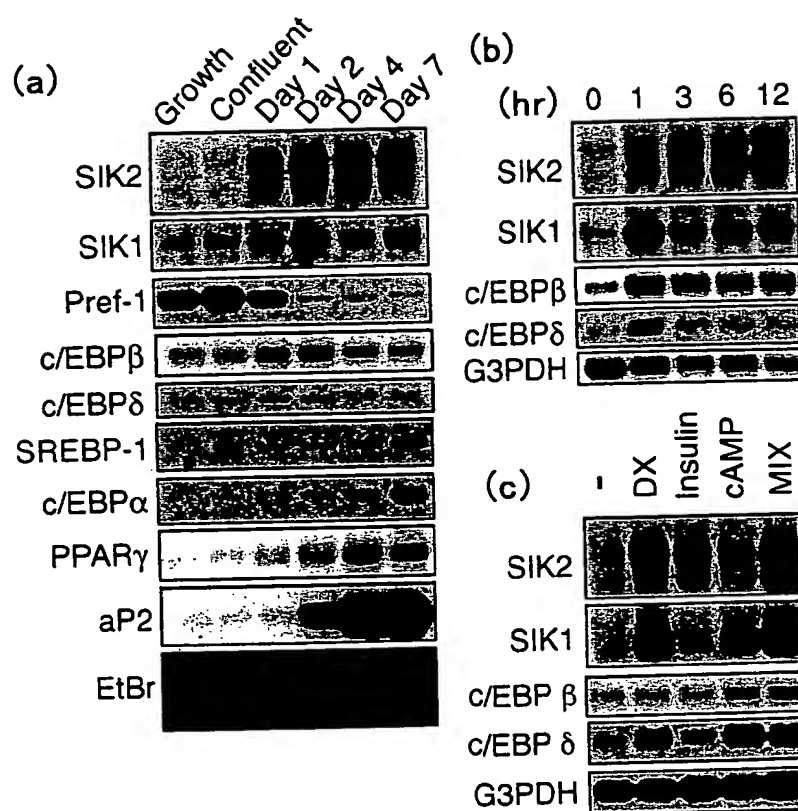 (a)
Growth Confluent Day 1 Day 2 Day 4 Day 7
SIK2
SIK1
Pref-1
c/EBPβ
c/EBPδ
SREBP-1
c/EBPα
PPARγ
aP2
EtBr
(b)
(hr) 0 1 3 6 12
SIK2
SIK1
c/EBPβ
c/EBPδ
G3PDH
(c)
- DX Insulin cAMP MIX
SIK2
SIK1
c/EBP β
c/EBP δ
G3PDH